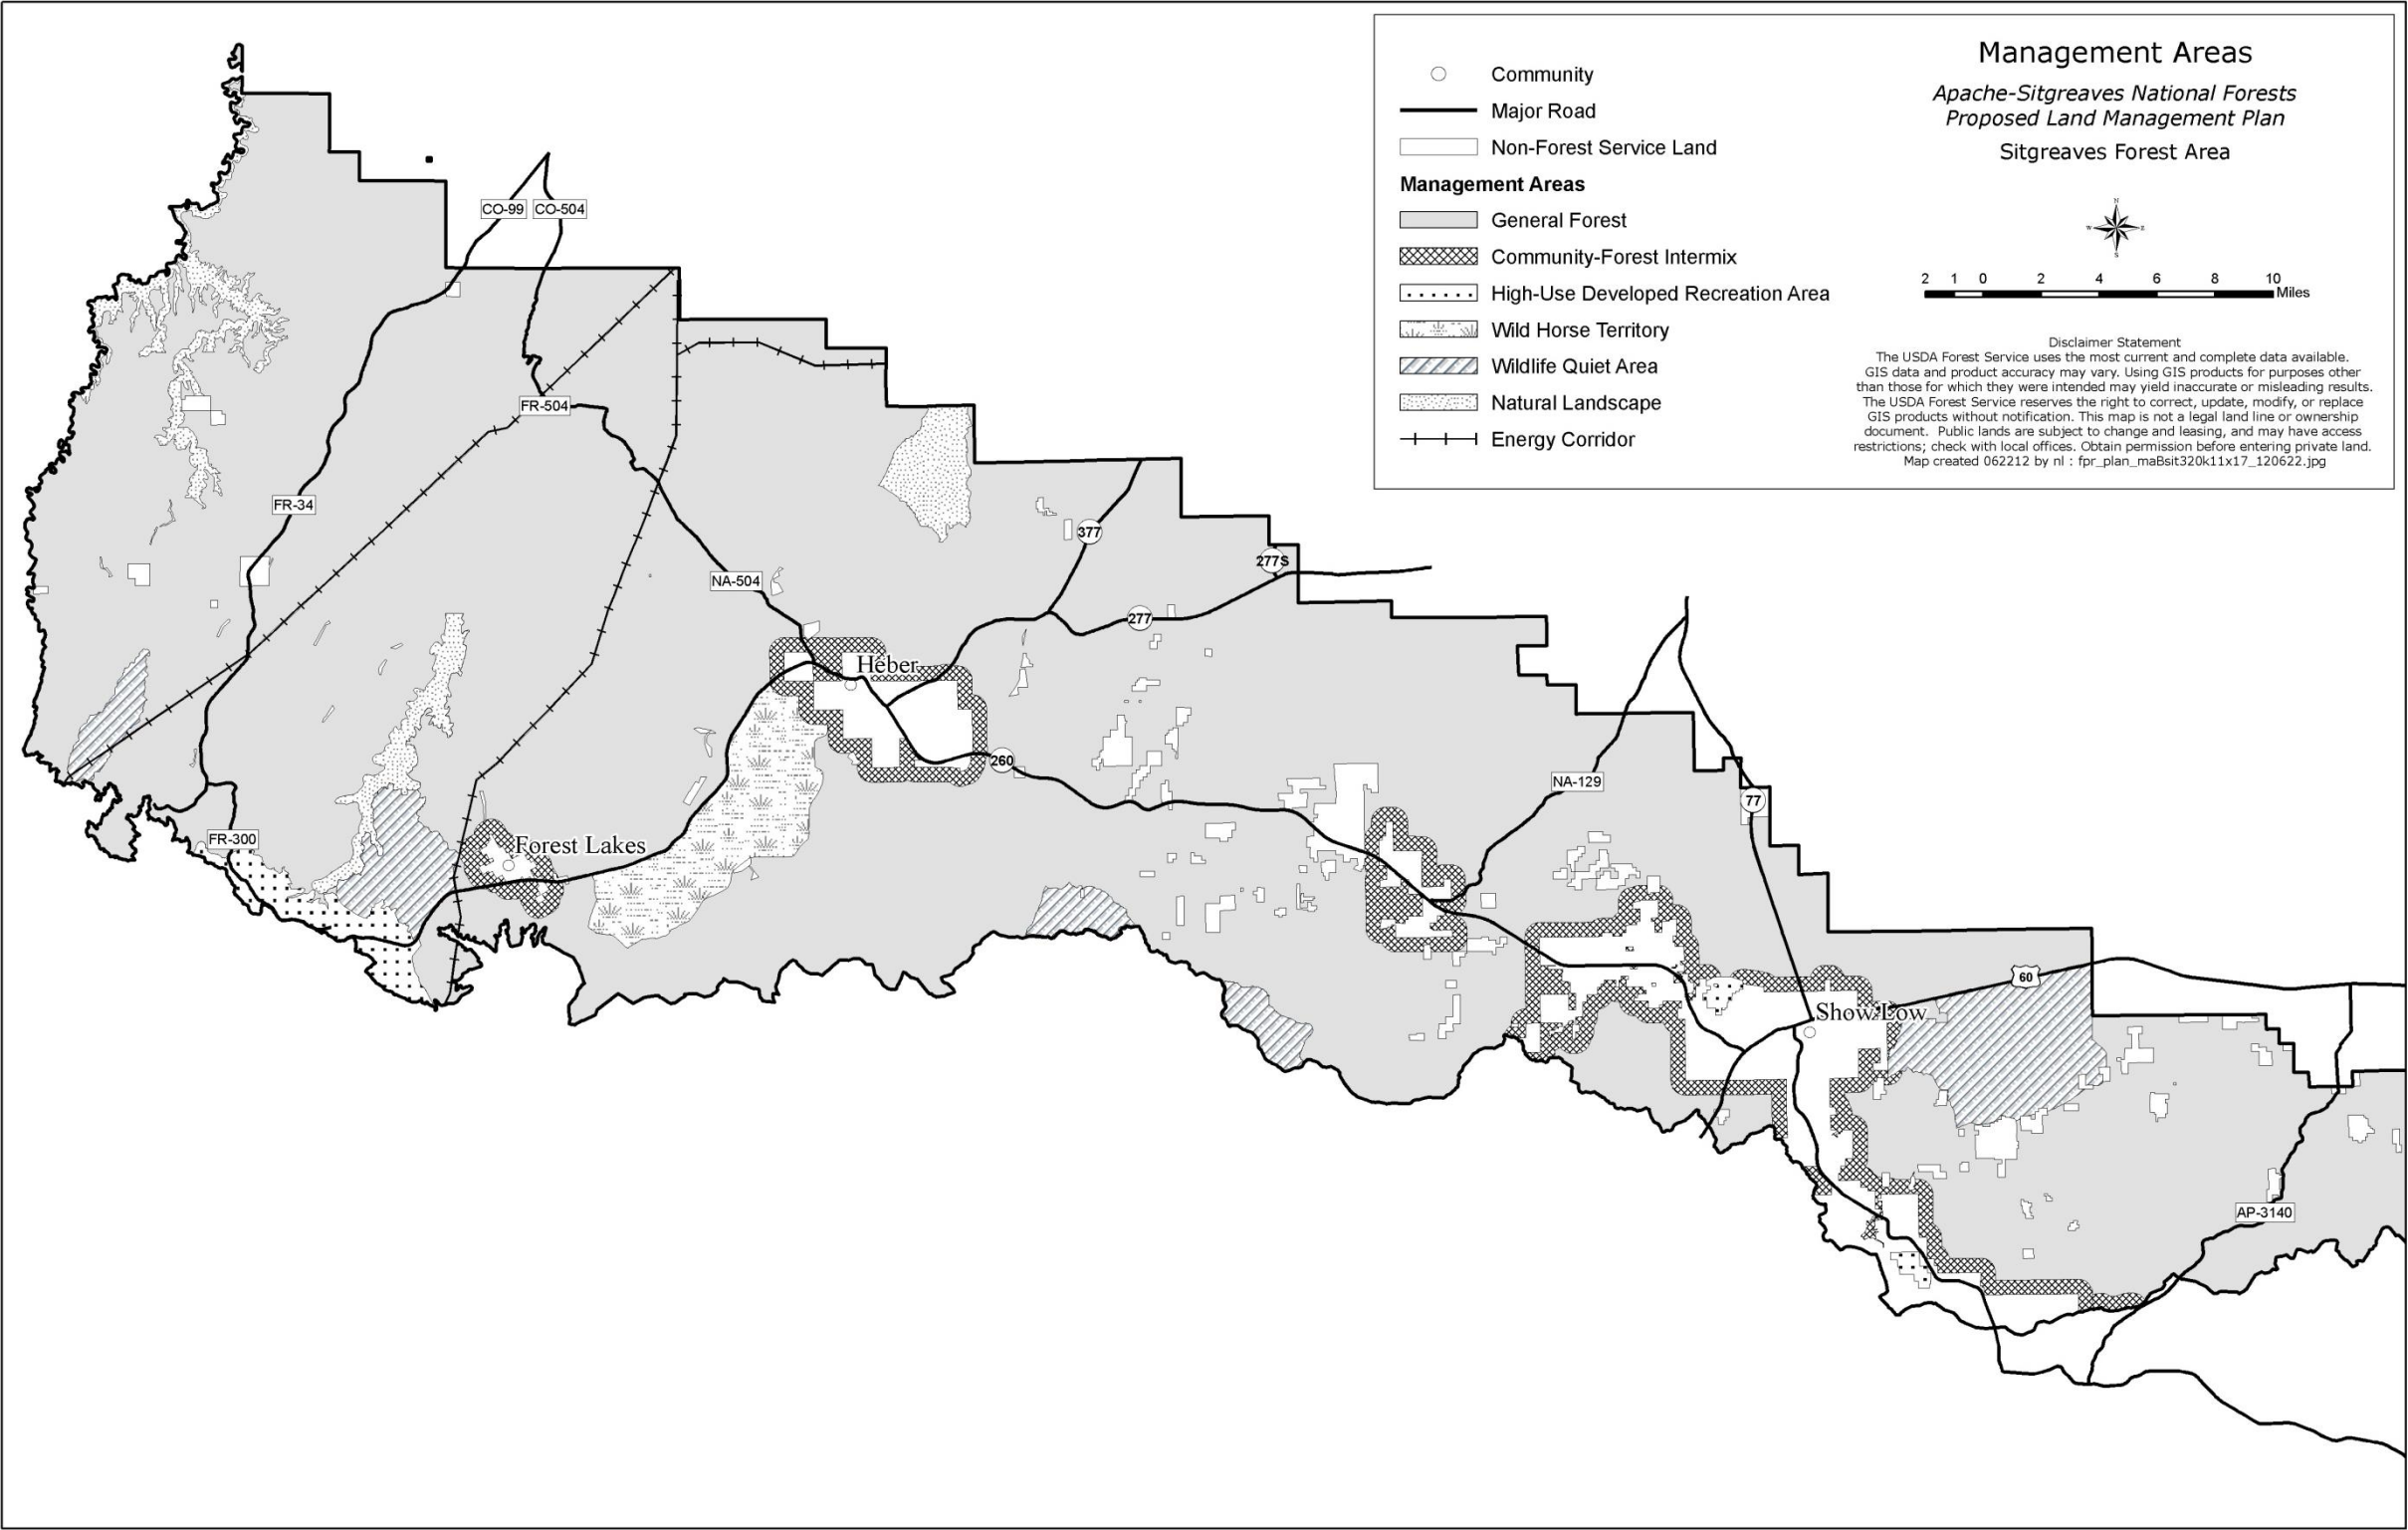 Management Areas
Apache-Sitgreaves National Forests
Proposed Land Management Plan
Sitgreaves Forest Area
Community
Major Road
Non-Forest Service Land
Management Areas
General Forest
Community-Forest Intermix
High-Use Developed Recreation Area
Wild Horse Territory
Wildlife Quiet Area
Natural Landscape
Energy Corridor
N
W
E
S
2 1 0 2 4 6 8 10
Miles
Disclaimer Statement
The USDA Forest Service uses the most current and complete data available.
GIS data and product accuracy may vary. Using GIS products for purposes other
than those for which they were intended may yield inaccurate or misleading results.
The USDA Forest Service reserves the right to correct, update, modify, or replace
GIS products without notification. This map is not a legal land line or ownership
document. Public lands are subject to change and leasing, and may have access
restrictions; check with local offices. Obtain permission before entering private land.
Map created 062212 by nl : fpr_plan_maBsit320k11x17_120622.jpg
CO-99
CO-504
FR-504
FR-34
377
277S
NA-504
277
Heber
260
NA-129
77
FR-300
Forest Lakes
60
Show Low
AP-3140